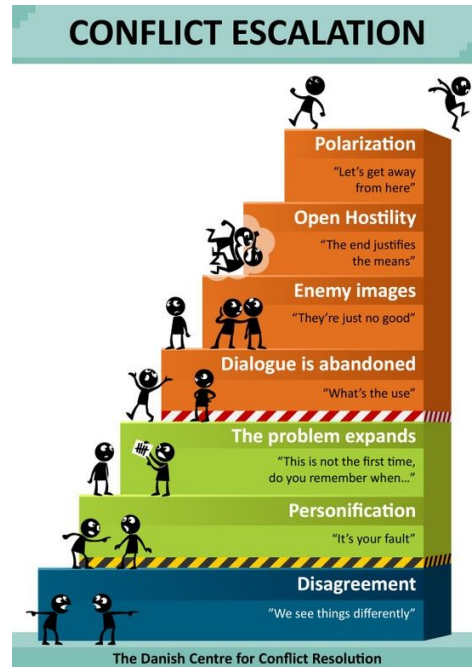 CONFLICT ESCALATION
Polarization
“Let’s get away
from here”
Open Hostility
“The end justifies
the means”
Enemy images
“They’re just no good”
Dialogue is abandoned
“What’s the use”
The problem expands
“This is not the first time,
do you remember when...”
Personification
“It’s your fault”
Disagreement
”We see things differently”
The Danish Centre for Conflict Resolution